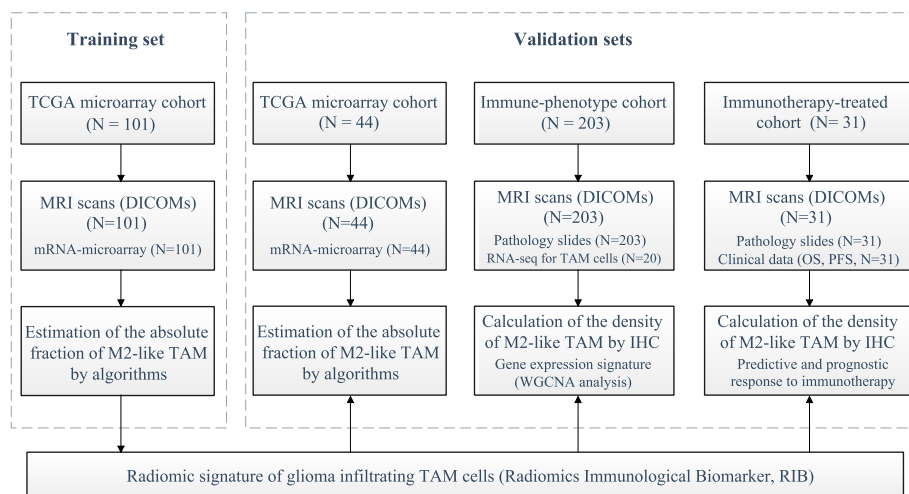 Training set
TCGA microarray cohort
(N = 101)
MRI scans (DICOMs)
(N=101)
mRNA-microarray (N=101)
Estimation of the absolute
fraction of M2-like TAM
by algorithms
Validation sets
TCGA microarray cohort
(N = 44)
MRI scans (DICOMs)
(N=44)
mRNA-microarray (N=44)
Estimation of the absolute
fraction of M2-like TAM
by algorithms
Immune-phenotype cohort
(N = 203)
MRI scans (DICOMs)
(N=203)
Pathology slides (N=203)
RNA-seq for TAM cells (N=20)
Calculation of the density
of M2-like TAM by IHC
Gene expression signature
(WGCNA analysis)
Immunotherapy-treated
cohort (N= 31)
MRI scans (DICOMs)
(N=31)
Pathology slides (N=31)
Clinical data (OS, PFS, N=31)
Calculation of the density
of M2-like TAM by IHC
Predictive and prognostic
response to immunotherapy
Radiomic signature of glioma infiltrating TAM cells (Radiomics Immunological Biomarker, RIB)